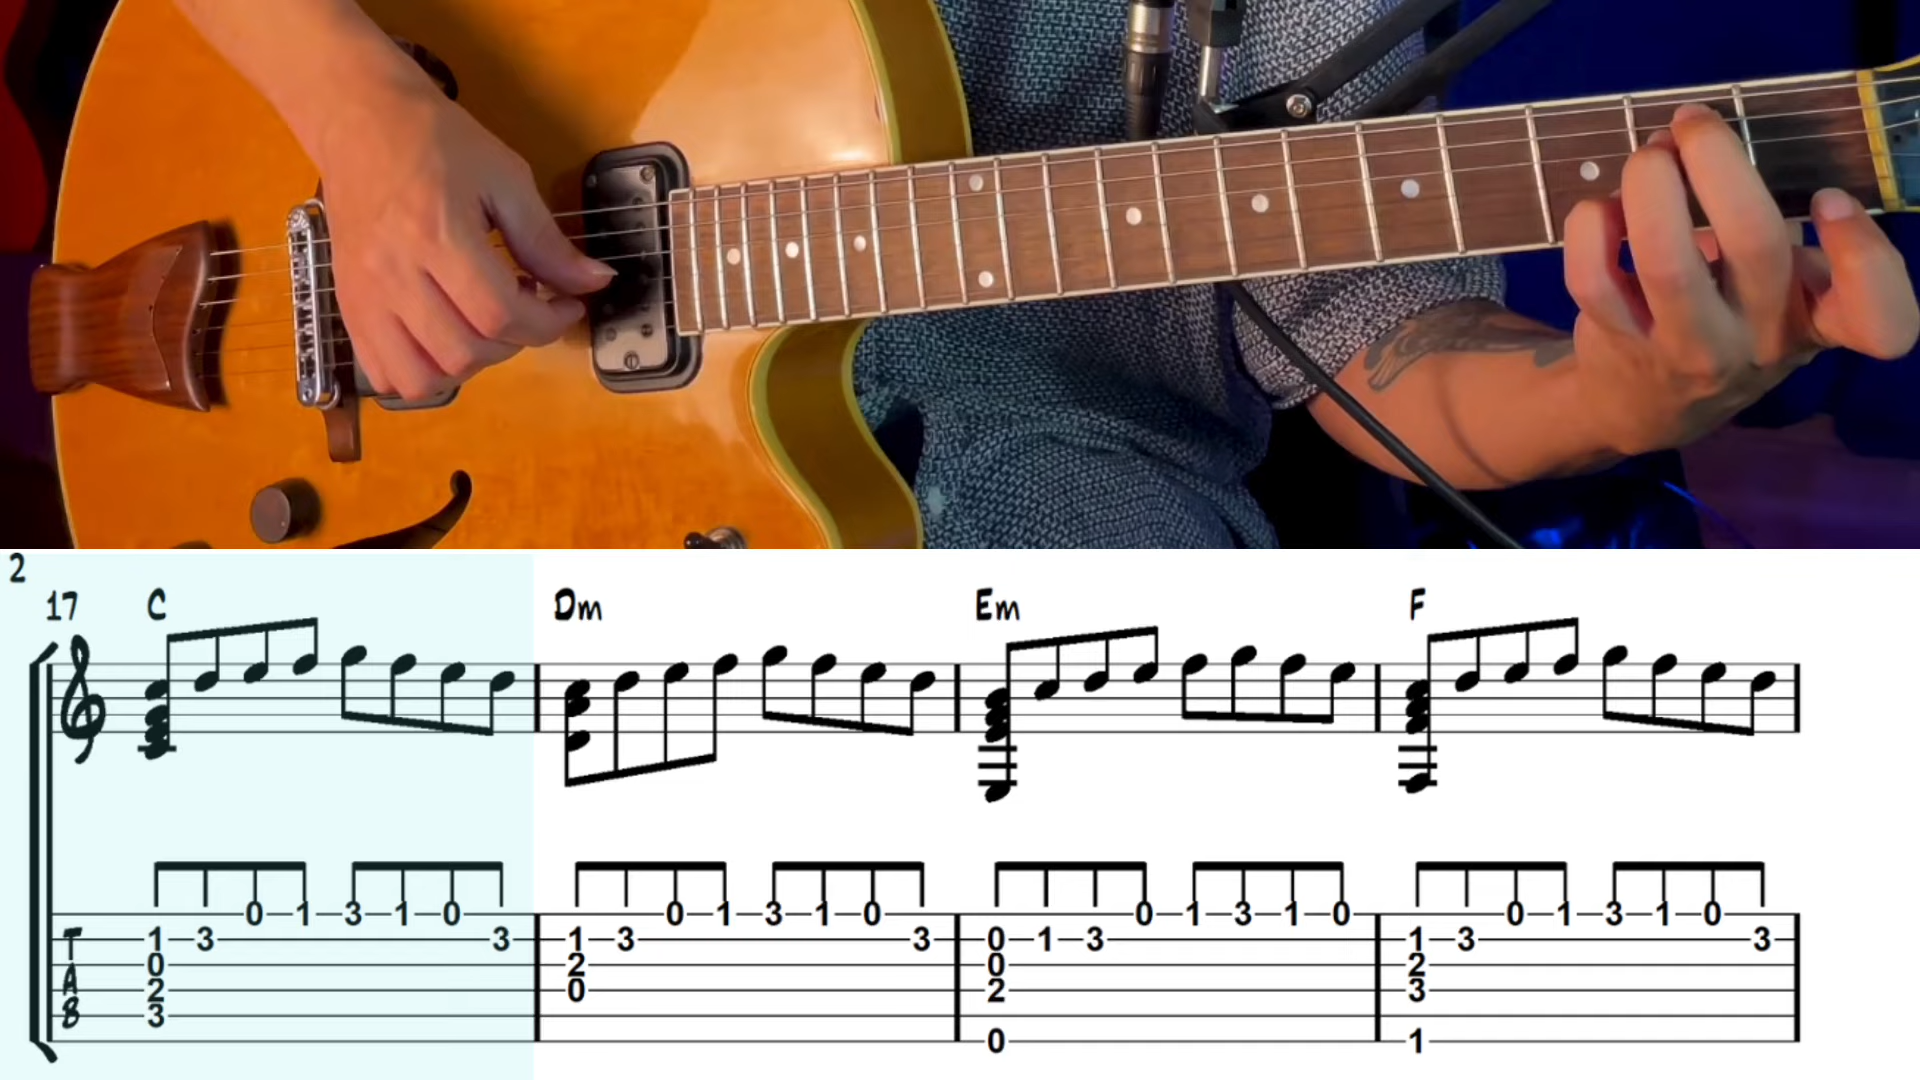 2
17 C Dm Em F
0 1 3 1 0 0 1 3 1 0 0 1 3 1 0 0 1 3 1 0
T 1 3 3 1 3 3 0 1 3 1 3 3
A 0 2 0 2
2 0 2 3
B 3
0 1